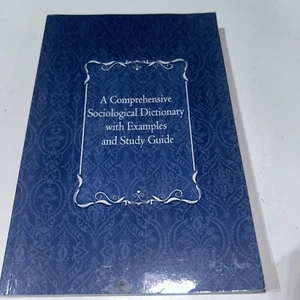 A Comprehensive
Sociological Dictionary
with Examples
and Study Guide